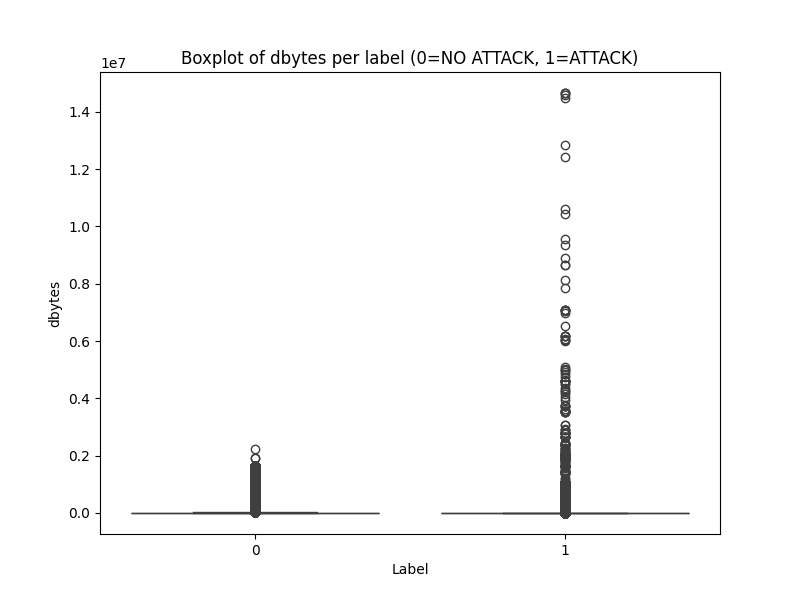 Boxplot of dbytes per label (0=NO ATTACK, 1=ATTACK)
1e7
1.4
1.2
1.0
0.8
0.6
0.4
0.2
0.0
dbytes
0 1
Label